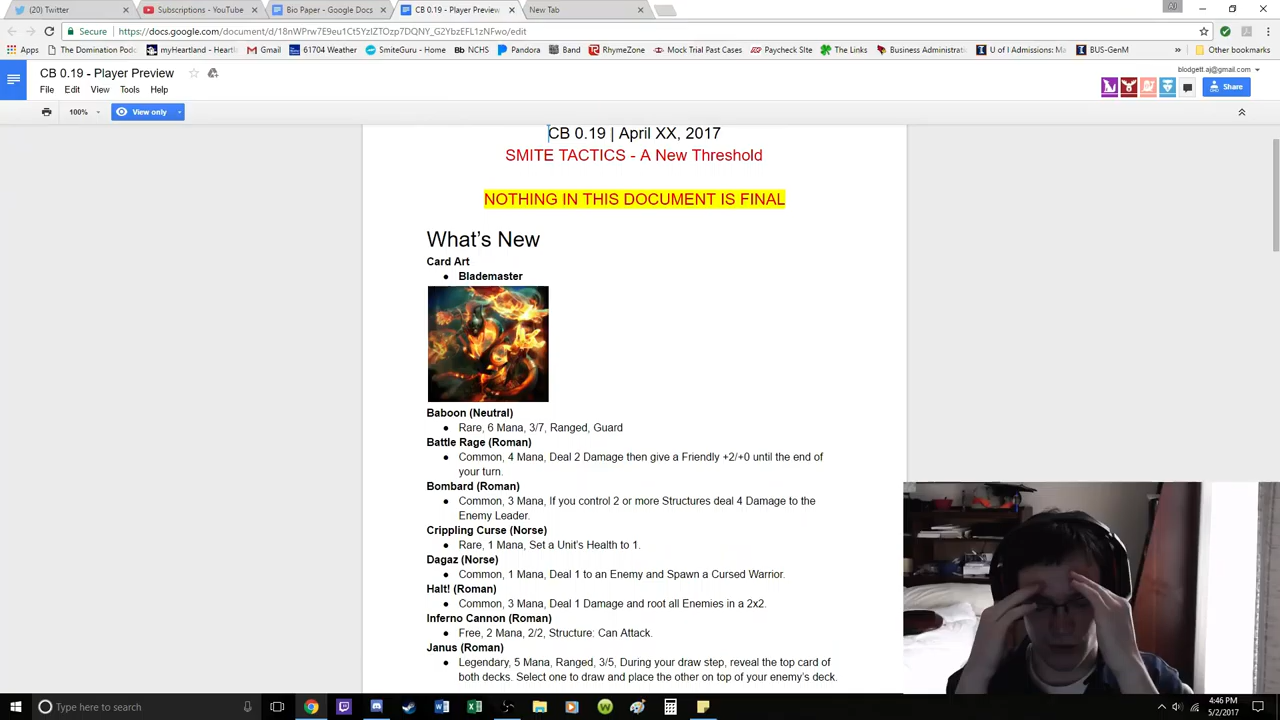 (20) Twitter
Subscriptions - YouTube
Bio Paper - Google Docs
CB 0.19 - Player Preview
New Tab
AJ
Secure
https://docs.google.com/document/d/18nWPrw7E9eu1Ct5YzIZTOzp7DQNY_G2YbzEFL1zNFwo/edit
Apps
The Domination Pod
myHeartland - Heartl
Gmail
61704 Weather
SmiteGuru - Home
NCHS
Pandora
Band
RhymeZone
Mock Trial Past Cases
Paycheck Site
The Links
Business Administrati
U of I Admissions: M
BUS-GenM
Other bookmarks
CB 0.19 - Player Preview
blodgett.aj@gmail.com
File Edit View Tools Help
Share
100%
View only
CB 0.19 | April XX, 2017
SMITE TACTICS - A New Threshold
NOTHING IN THIS DOCUMENT IS FINAL
What's New
Card Art
● Blademaster
Baboon (Neutral)
● Rare, 6 Mana, 3/7, Ranged, Guard
Battle Rage (Roman)
● Common, 4 Mana, Deal 2 Damage then give a Friendly +2/+0 until the end of
your turn.
Bombard (Roman)
● Common, 3 Mana, If you control 2 or more Structures deal 4 Damage to the
Enemy Leader.
Crippling Curse (Norse)
● Rare, 1 Mana, Set a Unit's Health to 1.
Dagaz (Norse)
● Common, 1 Mana, Deal 1 to an Enemy and Spawn a Cursed Warrior.
Halt! (Roman)
● Common, 3 Mana, Deal 1 Damage and root all Enemies in a 2x2.
Inferno Cannon (Roman)
● Free, 2 Mana, 2/2, Structure: Can Attack.
Janus (Roman)
● Legendary, 5 Mana, Ranged, 3/5, During your draw step, reveal the top card of
both decks. Select one to draw and place the other on top of your enemy's deck.
Type here to search
4:46 PM
5/2/2017